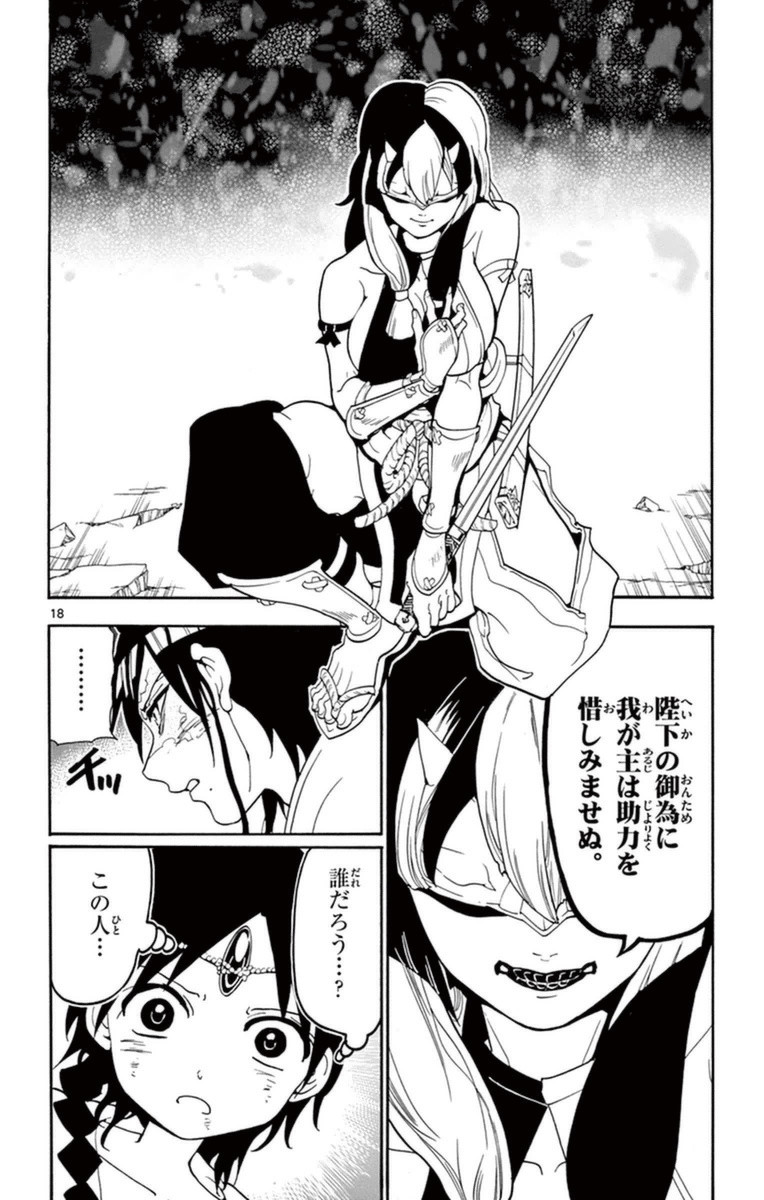 18
陛下の御為に
我が主は助力を
惜しみませぬ。
………
チッ
誰だろう…?
この人…